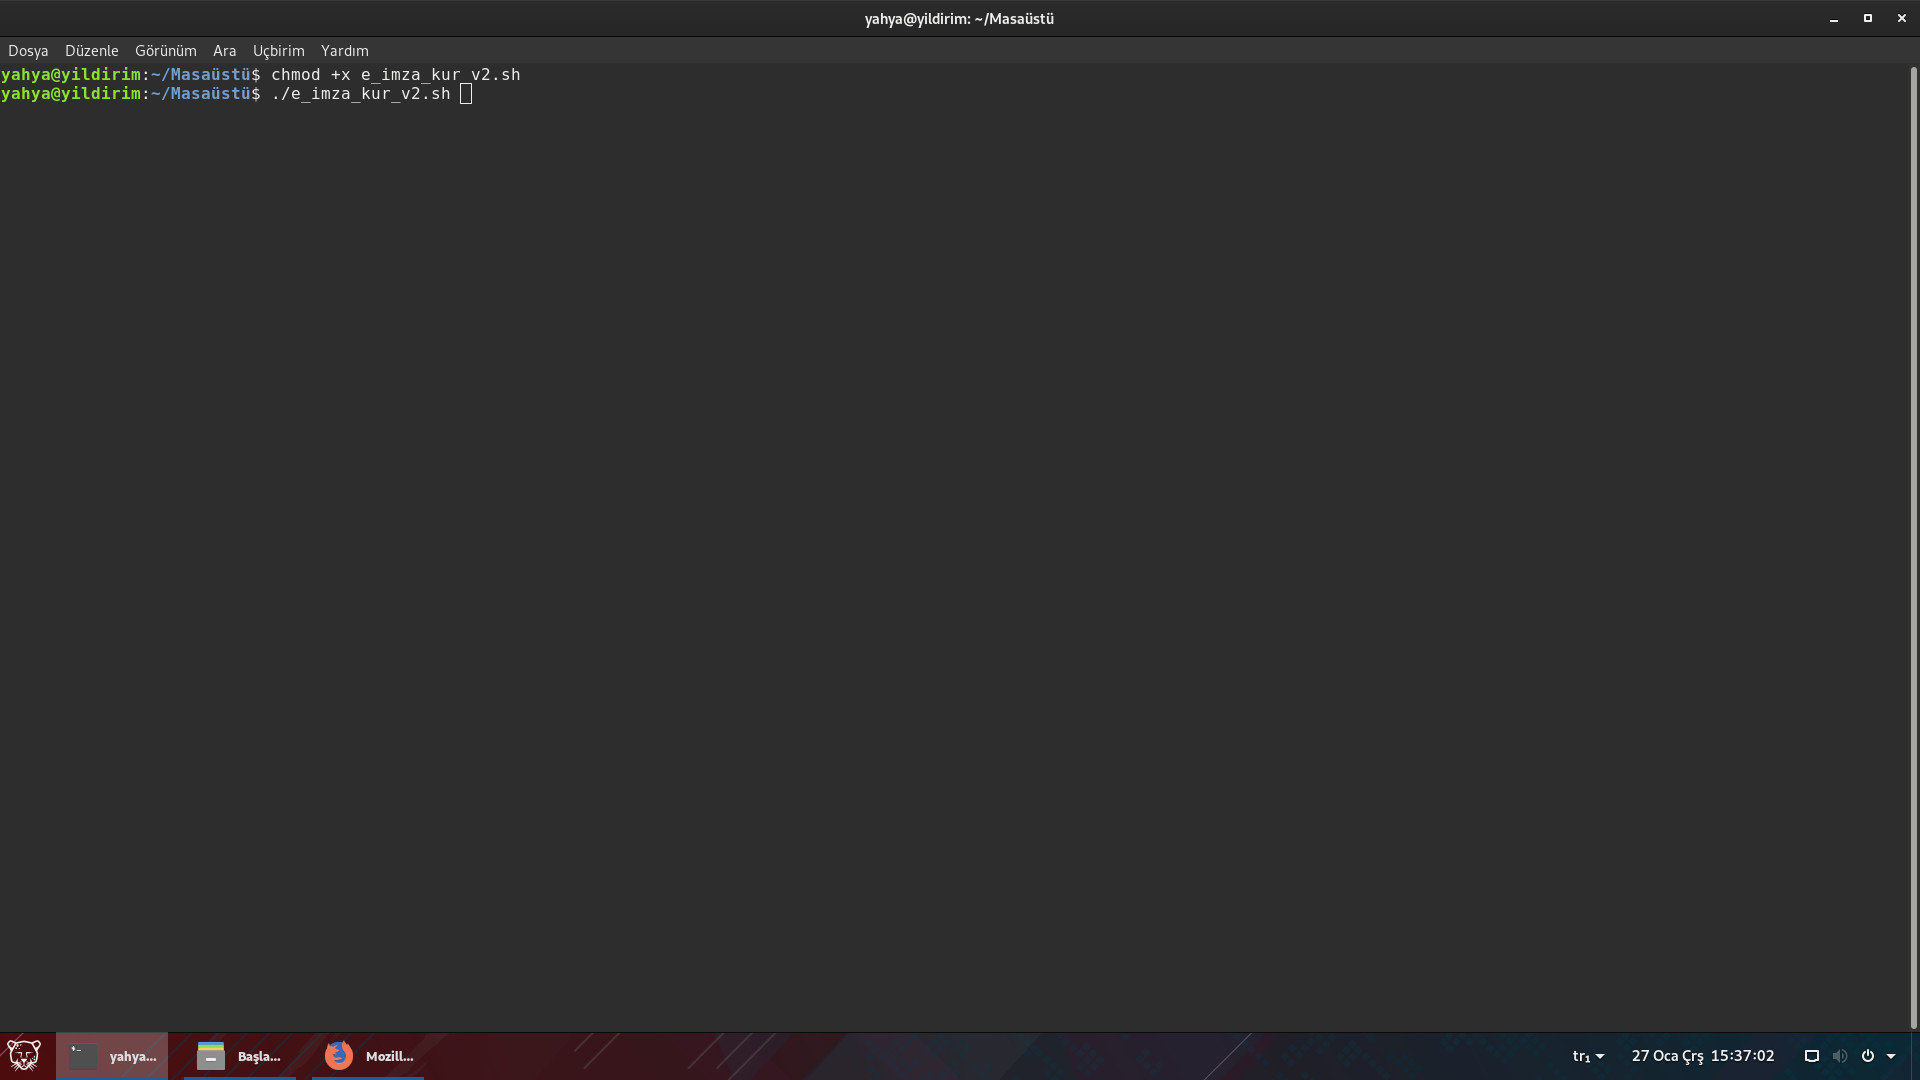 yahya@yildirim: ~/Masaüstü
Dosya Düzenle Görünüm Ara Uçbirim Yardım
yahya@yildirim:~/Masaüstü$ chmod +x e_imza_kur_v2.sh
yahya@yildirim:~/Masaüstü$ ./e_imza_kur_v2.sh
yahya... Başla... Mozill... tr₁ 27 Oca Çrş 15:37:02